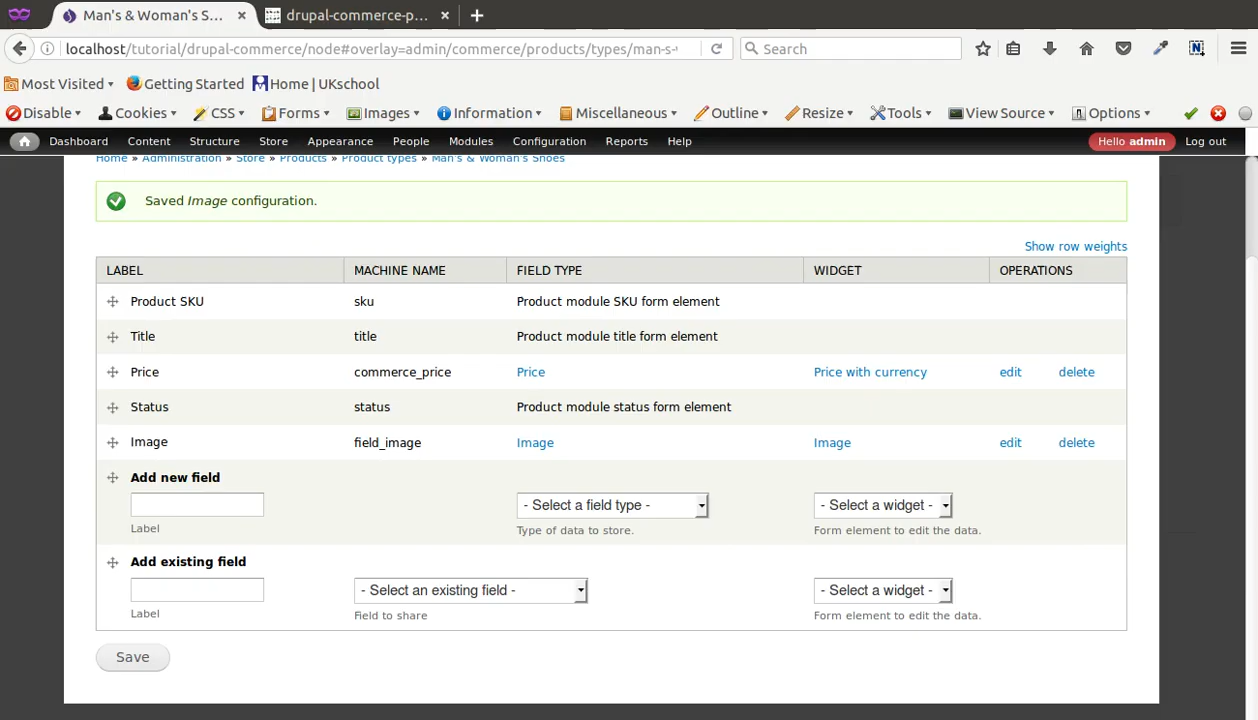 Man's & Woman's S...
drupal-commerce-p...
localhost/tutorial/drupal-commerce/node#overlay=admin/commerce/products/types/man-s-
Search
Most Visited Getting Started Home | UKschool
Disable Cookies CSS Forms Images Information Miscellaneous Outline Resize Tools View Source Options
Dashboard Content Structure Store Appearance People Modules Configuration Reports Help Hello admin Log out
Home » Administration » Store » Products » Product types » Man's & Woman's Shoes
Saved Image configuration.
Show row weights
LABEL MACHINE NAME FIELD TYPE WIDGET OPERATIONS
Product SKU sku Product module SKU form element
Title title Product module title form element
Price commerce_price Price Price with currency edit delete
Status status Product module status form element
Image field_image Image Image edit delete
Add new field
- Select a field type - - Select a widget -
Label Type of data to store. Form element to edit the data.
Add existing field
- Select an existing field - - Select a widget -
Label Field to share Form element to edit the data.
Save